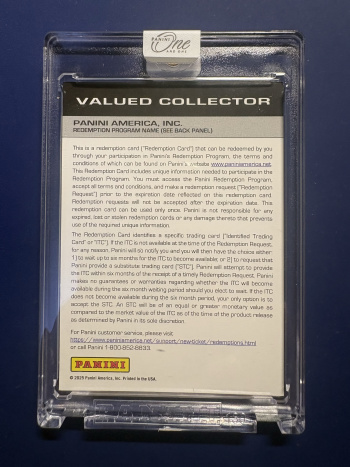 PANINI
One
ONE AND ONE
VALUED COLLECTOR
PANINI AMERICA, INC.
REDEMPTION PROGRAM NAME (SEE BACK PANEL)
This is a redemption card ("Redemption Card") that can be redeemed by
you through your participation in Panini's Redemption Program, the terms
and conditions of which can be found on Panini's website www.paniniamerica.net.
This Redemption Card includes unique information needed to participate in the
Redemption Program. You must access the Panini Redemption Program,
accept all terms and conditions, and make a redemption request ("Redemption
Request") prior to the expiration date reflected on this redemption card.
Redemption requests will not be accepted after the expiration date. This
redemption card can be used only once. Panini is not responsible for any
expired, lost or stolen redemption cards or any damage thereto that prevents
use of the required unique information.
The Redemption Card identifies a specific trading card ("Identified Trading
Card" or "ITC"). If the ITC is not available at the time of the Redemption Request,
for any reason, Panini will so notify you and you will then have the choice either:
1) wait up to six months for the ITC to become available; or 2) to request that
Panini provide a substitute trading card ("STC"). Panini will attempt to provide
the ITC within six months of the receipt of a timely Redemption Request. Panini
makes no guarantees or warranties regarding whether the ITC will become
available during the six month waiting period should you elect to wait. If the ITC
does not become available during the six month period, your only option is to
accept the STC. An STC will be of an equal or greater monetary value as
compared to the market value of the ITC as of the time of the product release
as determined by Panini in its sole discretion.
For Panini customer service, please visit
https://www.paniniamerica.net/support/newticket/redemptions.html
or call Panini 1-800-852-8833.
PANINI
© 2023 Panini America, Inc. Printed in the USA.